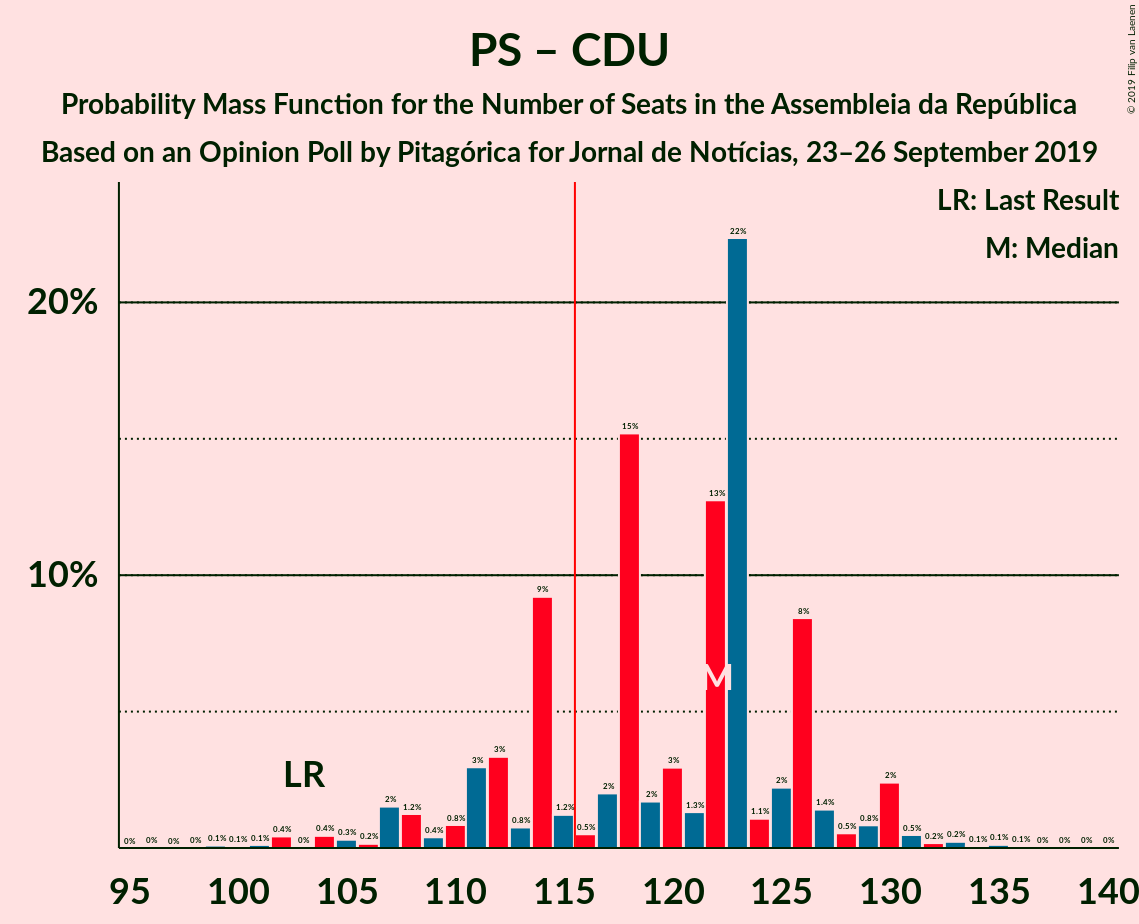 PS – CDU
Probability Mass Function for the Number of Seats in the Assembleia da República
Based on an Opinion Poll by Pitagórica for Jornal de Notícias, 23–26 September 2019
© 2019 Filip van Laenen
LR: Last Result
M: Median
20%
10%
LR
M
0% 0% 0% 0% 0.1% 0.1% 0.1% 0.4% 0% 0.4% 0.3% 0.2% 2% 1.2% 0.4% 0.8% 3% 3% 0.8% 9% 1.2% 0.5% 2% 15% 2% 3% 1.3% 13% 22% 1.1% 2% 8% 1.4% 0.5% 0.8% 2% 0.5% 0.2% 0.2% 0.1% 0.1% 0.1% 0% 0% 0% 0%
95 100 105 110 115 120 125 130 135 140